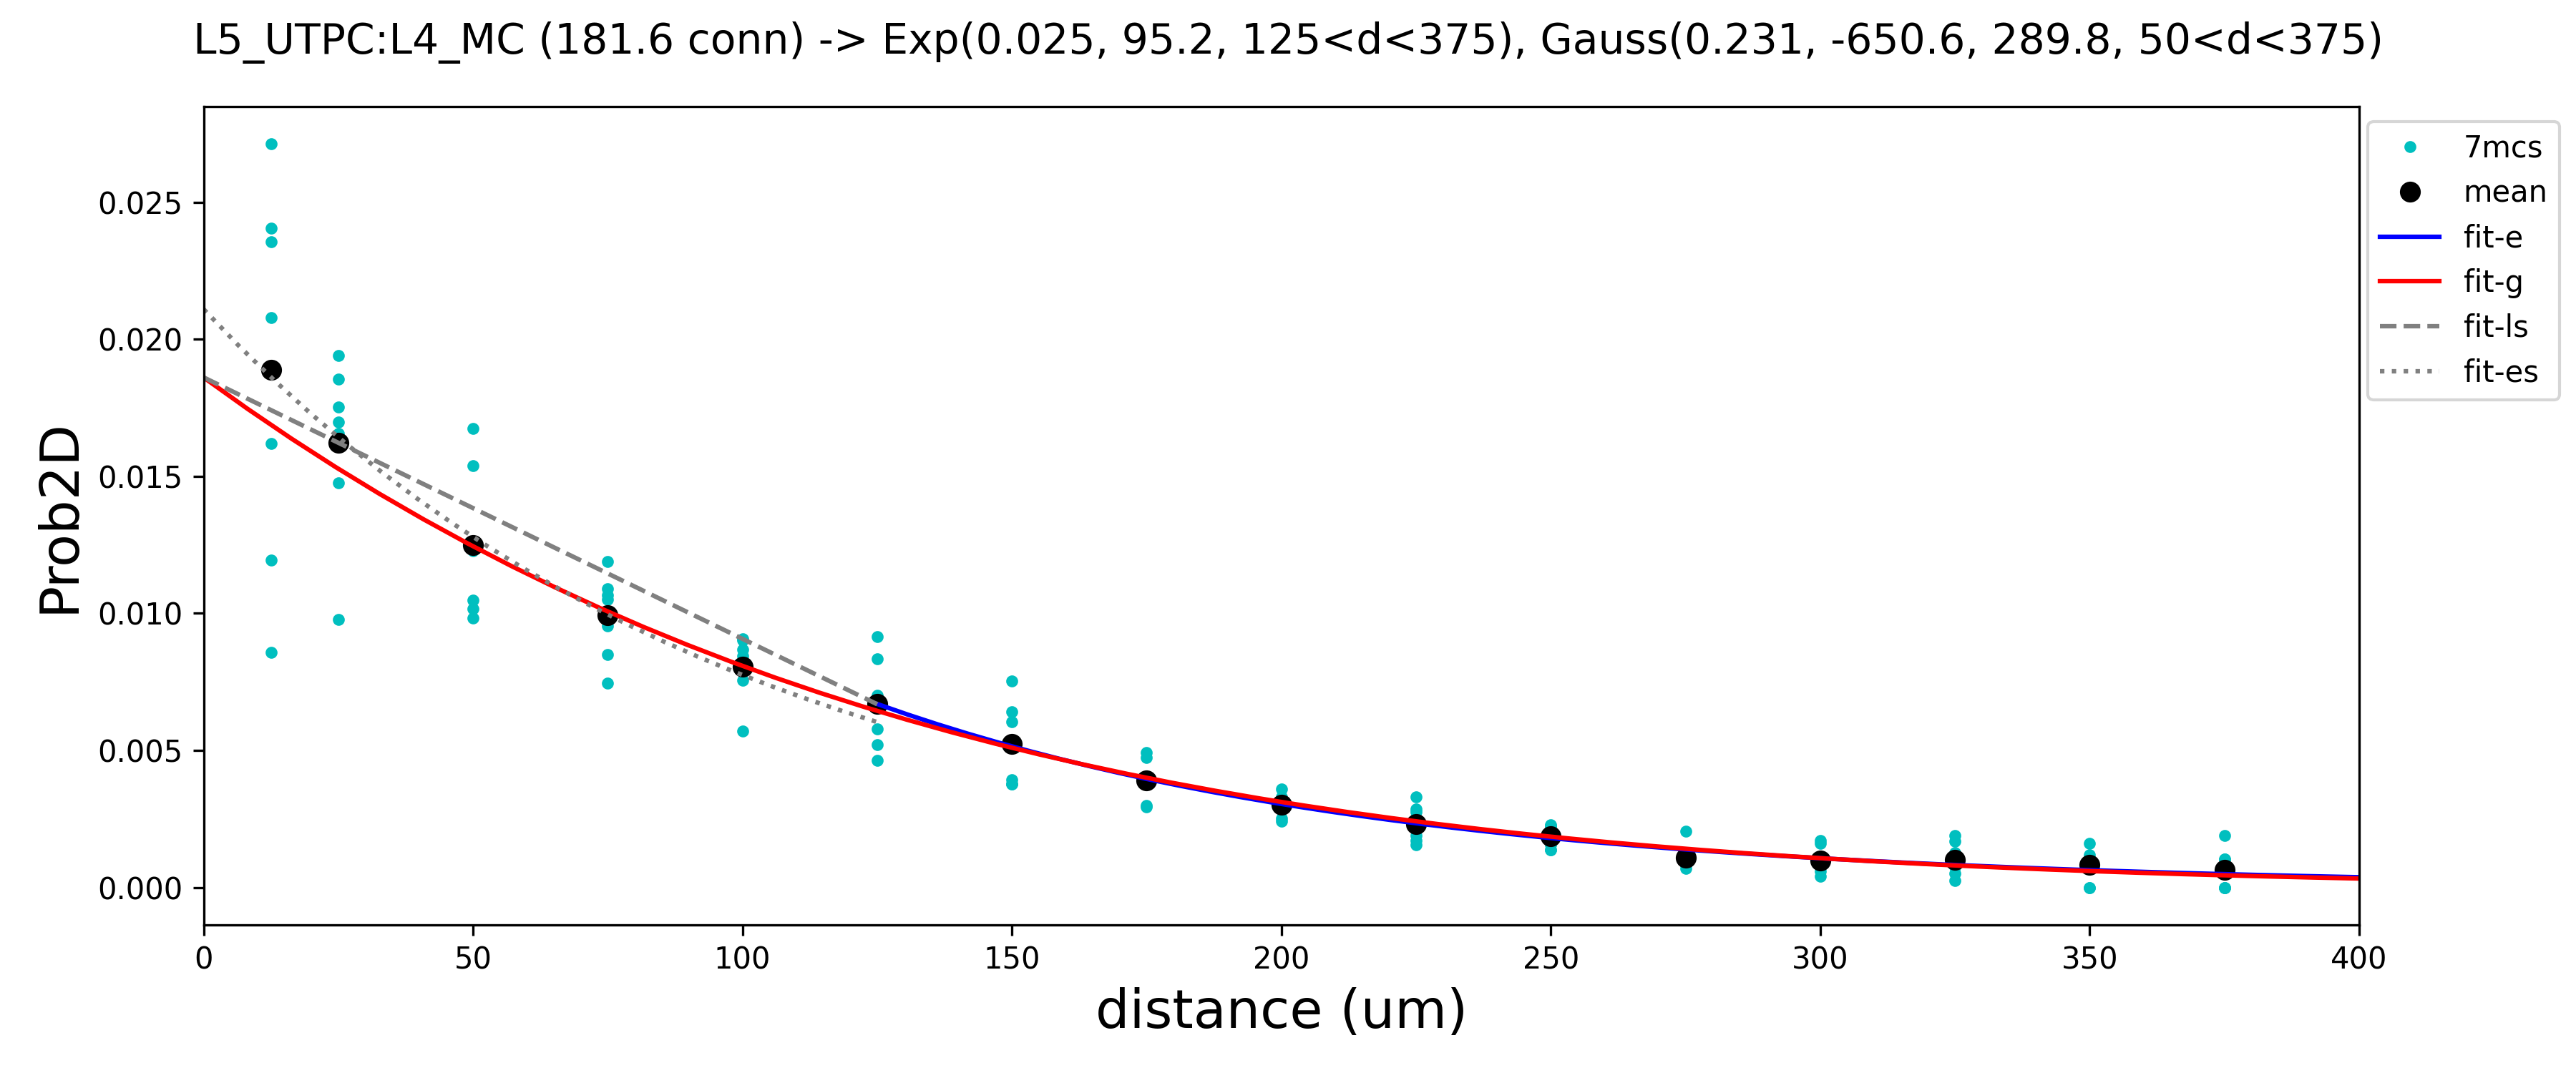 L5_UTPC:L4_MC (181.6 conn) -> Exp(0.025, 95.2, 125<d<375), Gauss(0.231, -650.6, 289.8, 50<d<375)
7mcs
mean
fit-e
fit-g
fit-ls
fit-es
Prob2D
0.025
0.020
0.015
0.010
0.005
0.000
0 50 100 150 200 250 300 350 400
distance (um)